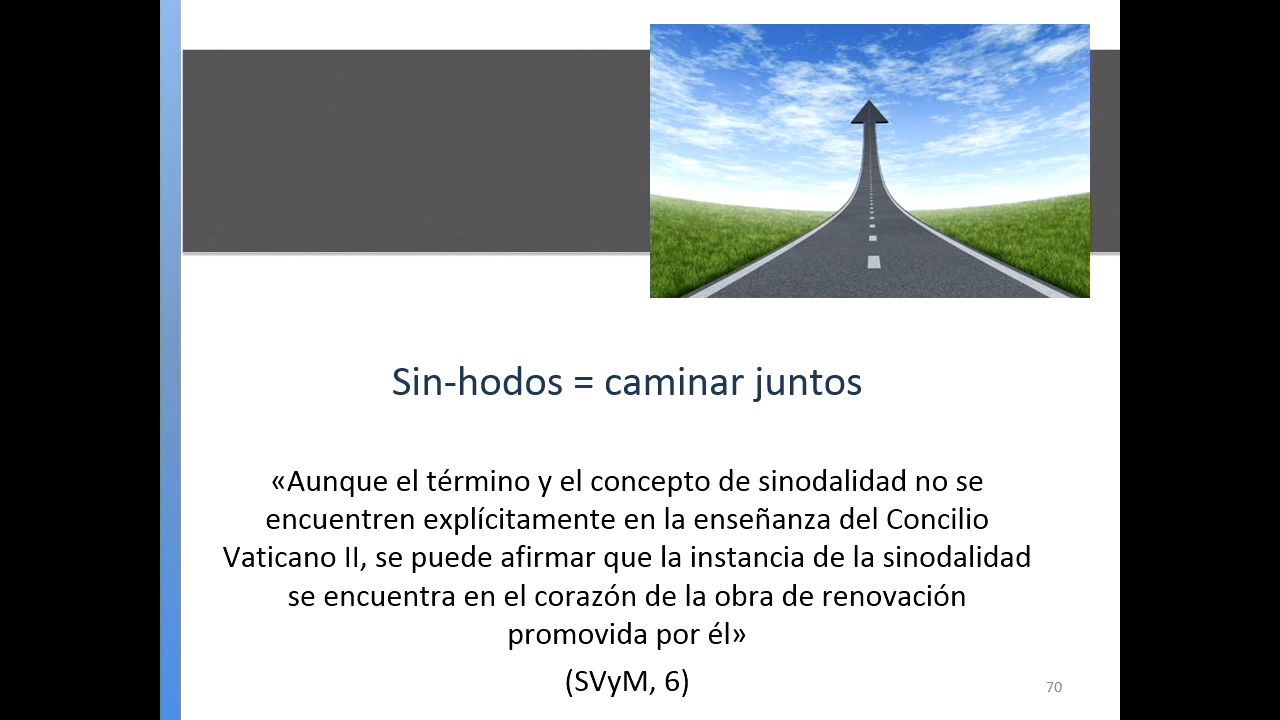 Sin-hodos = caminar juntos
«Aunque el término y el concepto de sinodalidad no se
encuentren explícitamente en la enseñanza del Concilio
Vaticano II, se puede afirmar que la instancia de la sinodalidad
se encuentra en el corazón de la obra de renovación
promovida por él»
(SVyM, 6)
70